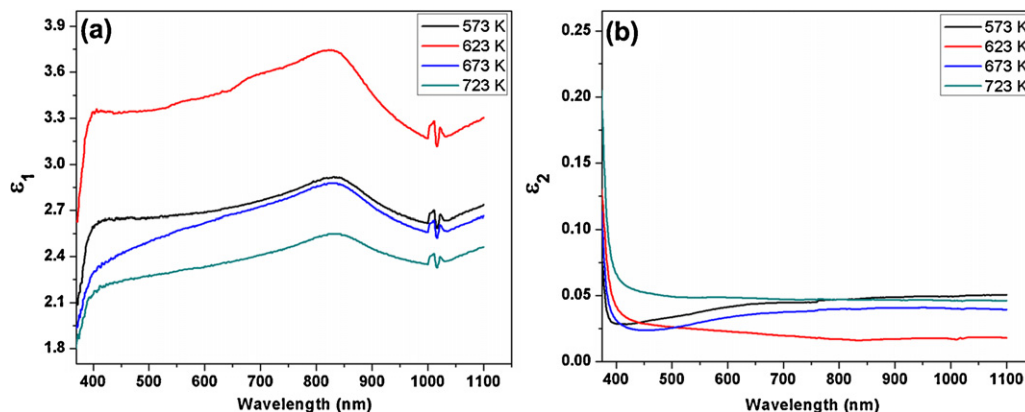 (a)
573 K
623 K
673 K
723 K
3.9
3.6
3.3
3.0
2.7
2.4
2.1
1.8
ε1
400 500 600 700 800 900 1000 1100
Wavelength (nm)
(b)
573 K
623 K
673 K
723 K
0.25
0.20
0.15
0.10
0.05
0.00
ε2
400 500 600 700 800 900 1000 1100
Wavelength (nm)